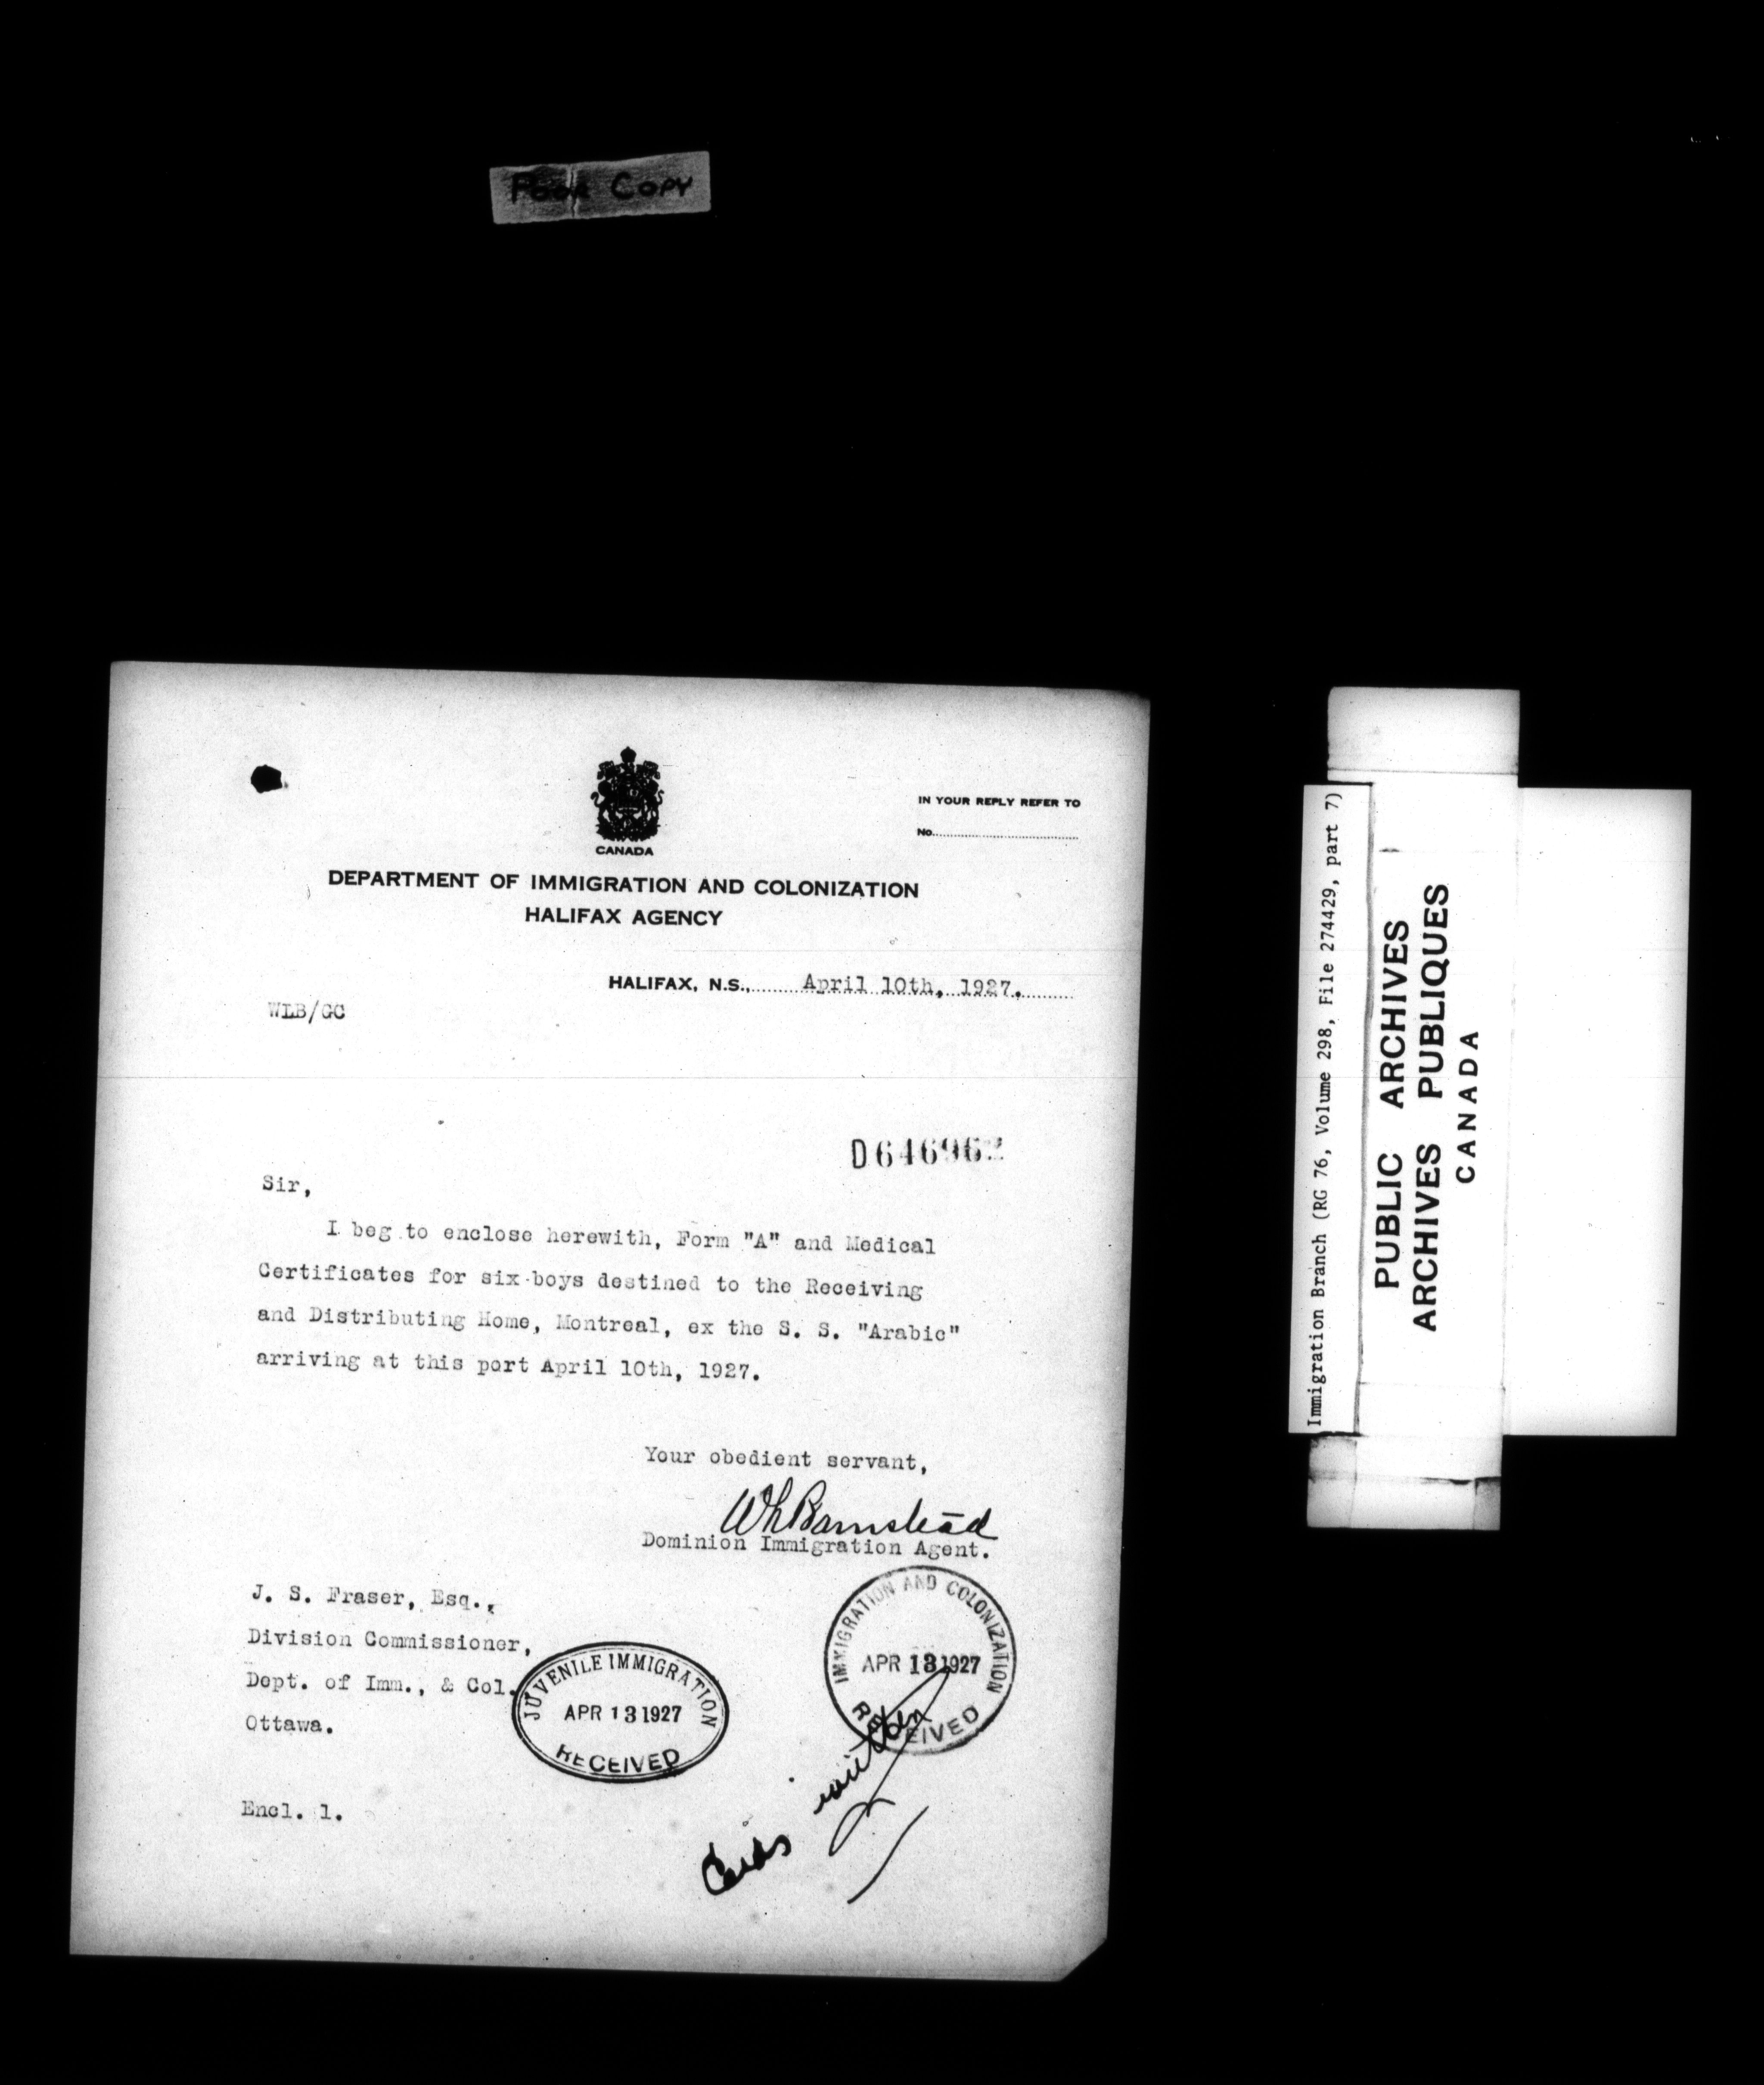 Poor Copy
CANADA
IN YOUR REPLY REFER TO
No.
DEPARTMENT OF IMMIGRATION AND COLONIZATION
HALIFAX AGENCY
HALIFAX, N.S., April 10th, 1927.
WLB/GC
D646962
Sir,
I beg to enclose herewith, Form "A" and Medical
Certificates for six boys destined to the Receiving
and Distributing Home, Montreal, ex the S. S. "Arabic"
arriving at this port April 10th, 1927.
Your obedient servant,
WLBarnstead
Dominion Immigration Agent.
J. S. Fraser, Esq.,
Division Commissioner,
Dept. of Imm., & Col.
Ottawa.
JUVENILE IMMIGRATION
APR 13 1927
RECEIVED
IMMIGRATION AND COLONIZATION
APR 13 1927
RECEIVED
Cards written
Encl. 1.
Immigration Branch (RG 76, Volume 298, File 274429, part 7)
PUBLIC ARCHIVES
ARCHIVES PUBLIQUES
CANADA